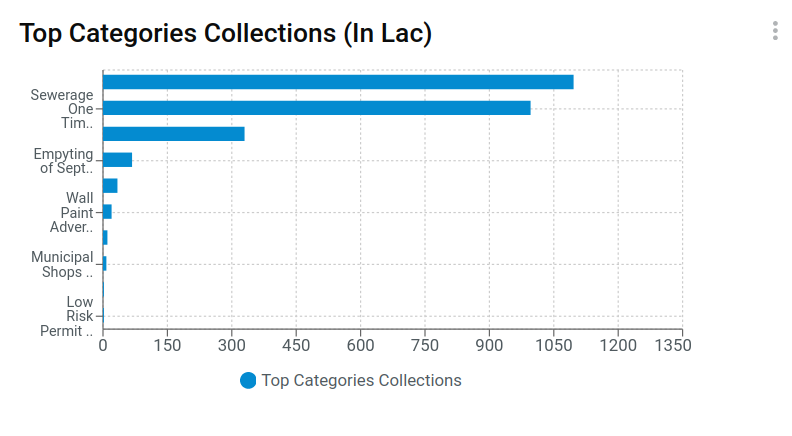 Top Categories Collections (In Lac)
Sewerage
One
Tim..
Empyting
of Sept..
Wall
Paint
Adver..
Municipal
Shops ..
Low
Risk
Permit ..
0 150 300 450 600 750 900 1050 1200 1350
Top Categories Collections